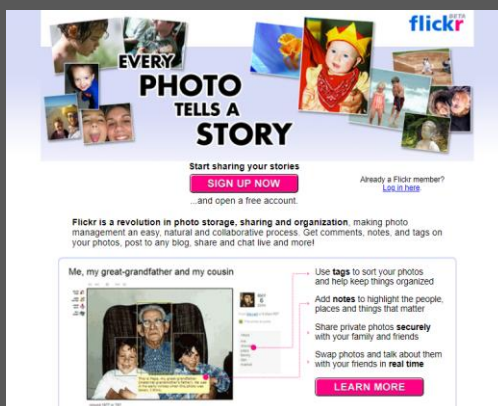 flickr BETA
EVERY
PHOTO
TELLS A
STORY
Start sharing your stories
SIGN UP NOW
...and open a free account.
Already a Flickr member?
Log in here.
Flickr is a revolution in photo storage, sharing and organization, making photo
management an easy, natural and collaborative process. Get comments, notes, and tags on
your photos, post to any blog, share and chat live and more!
Me, my great-grandfather and my cousin
Use tags to sort your photos
and help keep things organized
Add notes to highlight the people,
places and things that matter
Share private photos securely
with your family and friends
Swap photos and talk about them
with your friends in real time
LEARN MORE